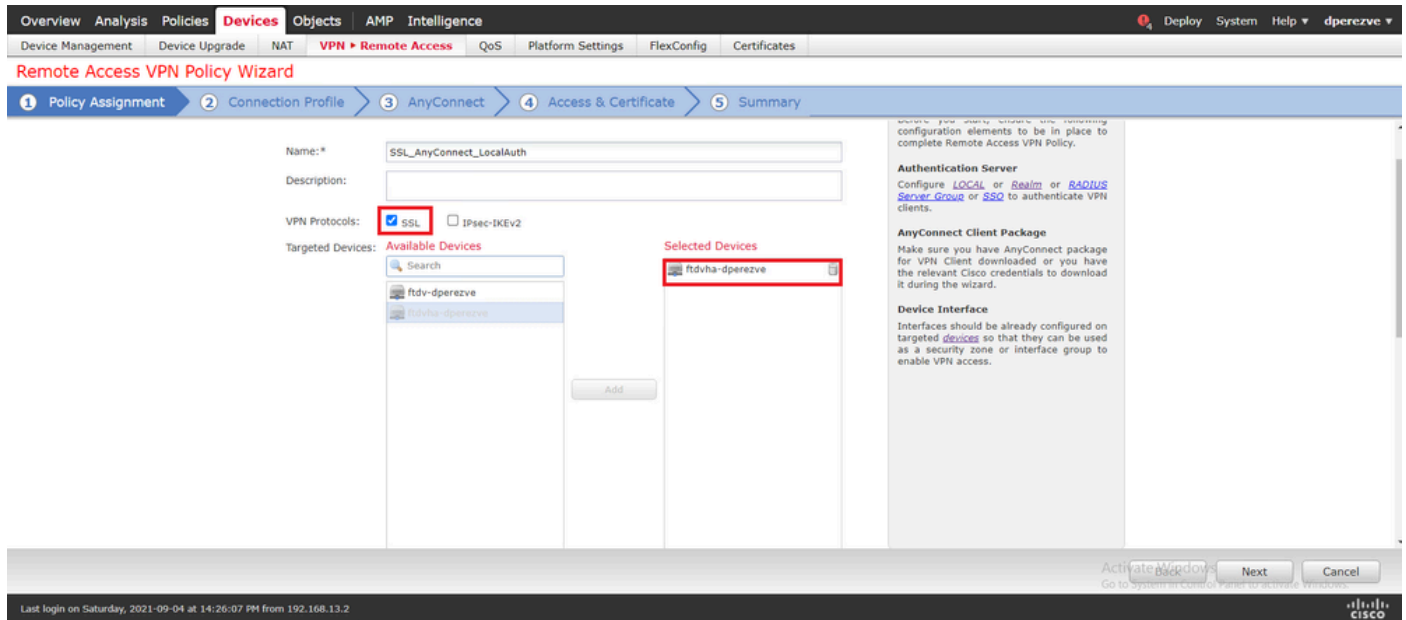 Overview Analysis Policies Devices Objects AMP Intelligence 4 Deploy System Help ▾ dperezve ▾
Device Management Device Upgrade NAT VPN ▸ Remote Access QoS Platform Settings FlexConfig Certificates
Remote Access VPN Policy Wizard
1 Policy Assignment 2 Connection Profile 3 AnyConnect 4 Access & Certificate 5 Summary
Name:* SSL_AnyConnect_LocalAuth
Description:
VPN Protocols: SSL IPsec-IKEv2
Targeted Devices: Available Devices Selected Devices
Search
ftdv-dperezve
ftdvha-dperezve
ftdvha-dperezve
Add
Before you start, ensure the following
configuration elements to be in place to
complete Remote Access VPN Policy.
Authentication Server
Configure LOCAL or Realm or RADIUS
Server Group or SSO to authenticate VPN
clients.
AnyConnect Client Package
Make sure you have AnyConnect package
for VPN Client downloaded or you have
the relevant Cisco credentials to download
it during the wizard.
Device Interface
Interfaces should be already configured on
targeted devices so that they can be used
as a security zone or interface group to
enable VPN access.
Activate Windows
Go to System in Control Panel to activate Windows.
Back Next Cancel
Last login on Saturday, 2021-09-04 at 14:26:07 PM from 192.168.13.2
CISCO